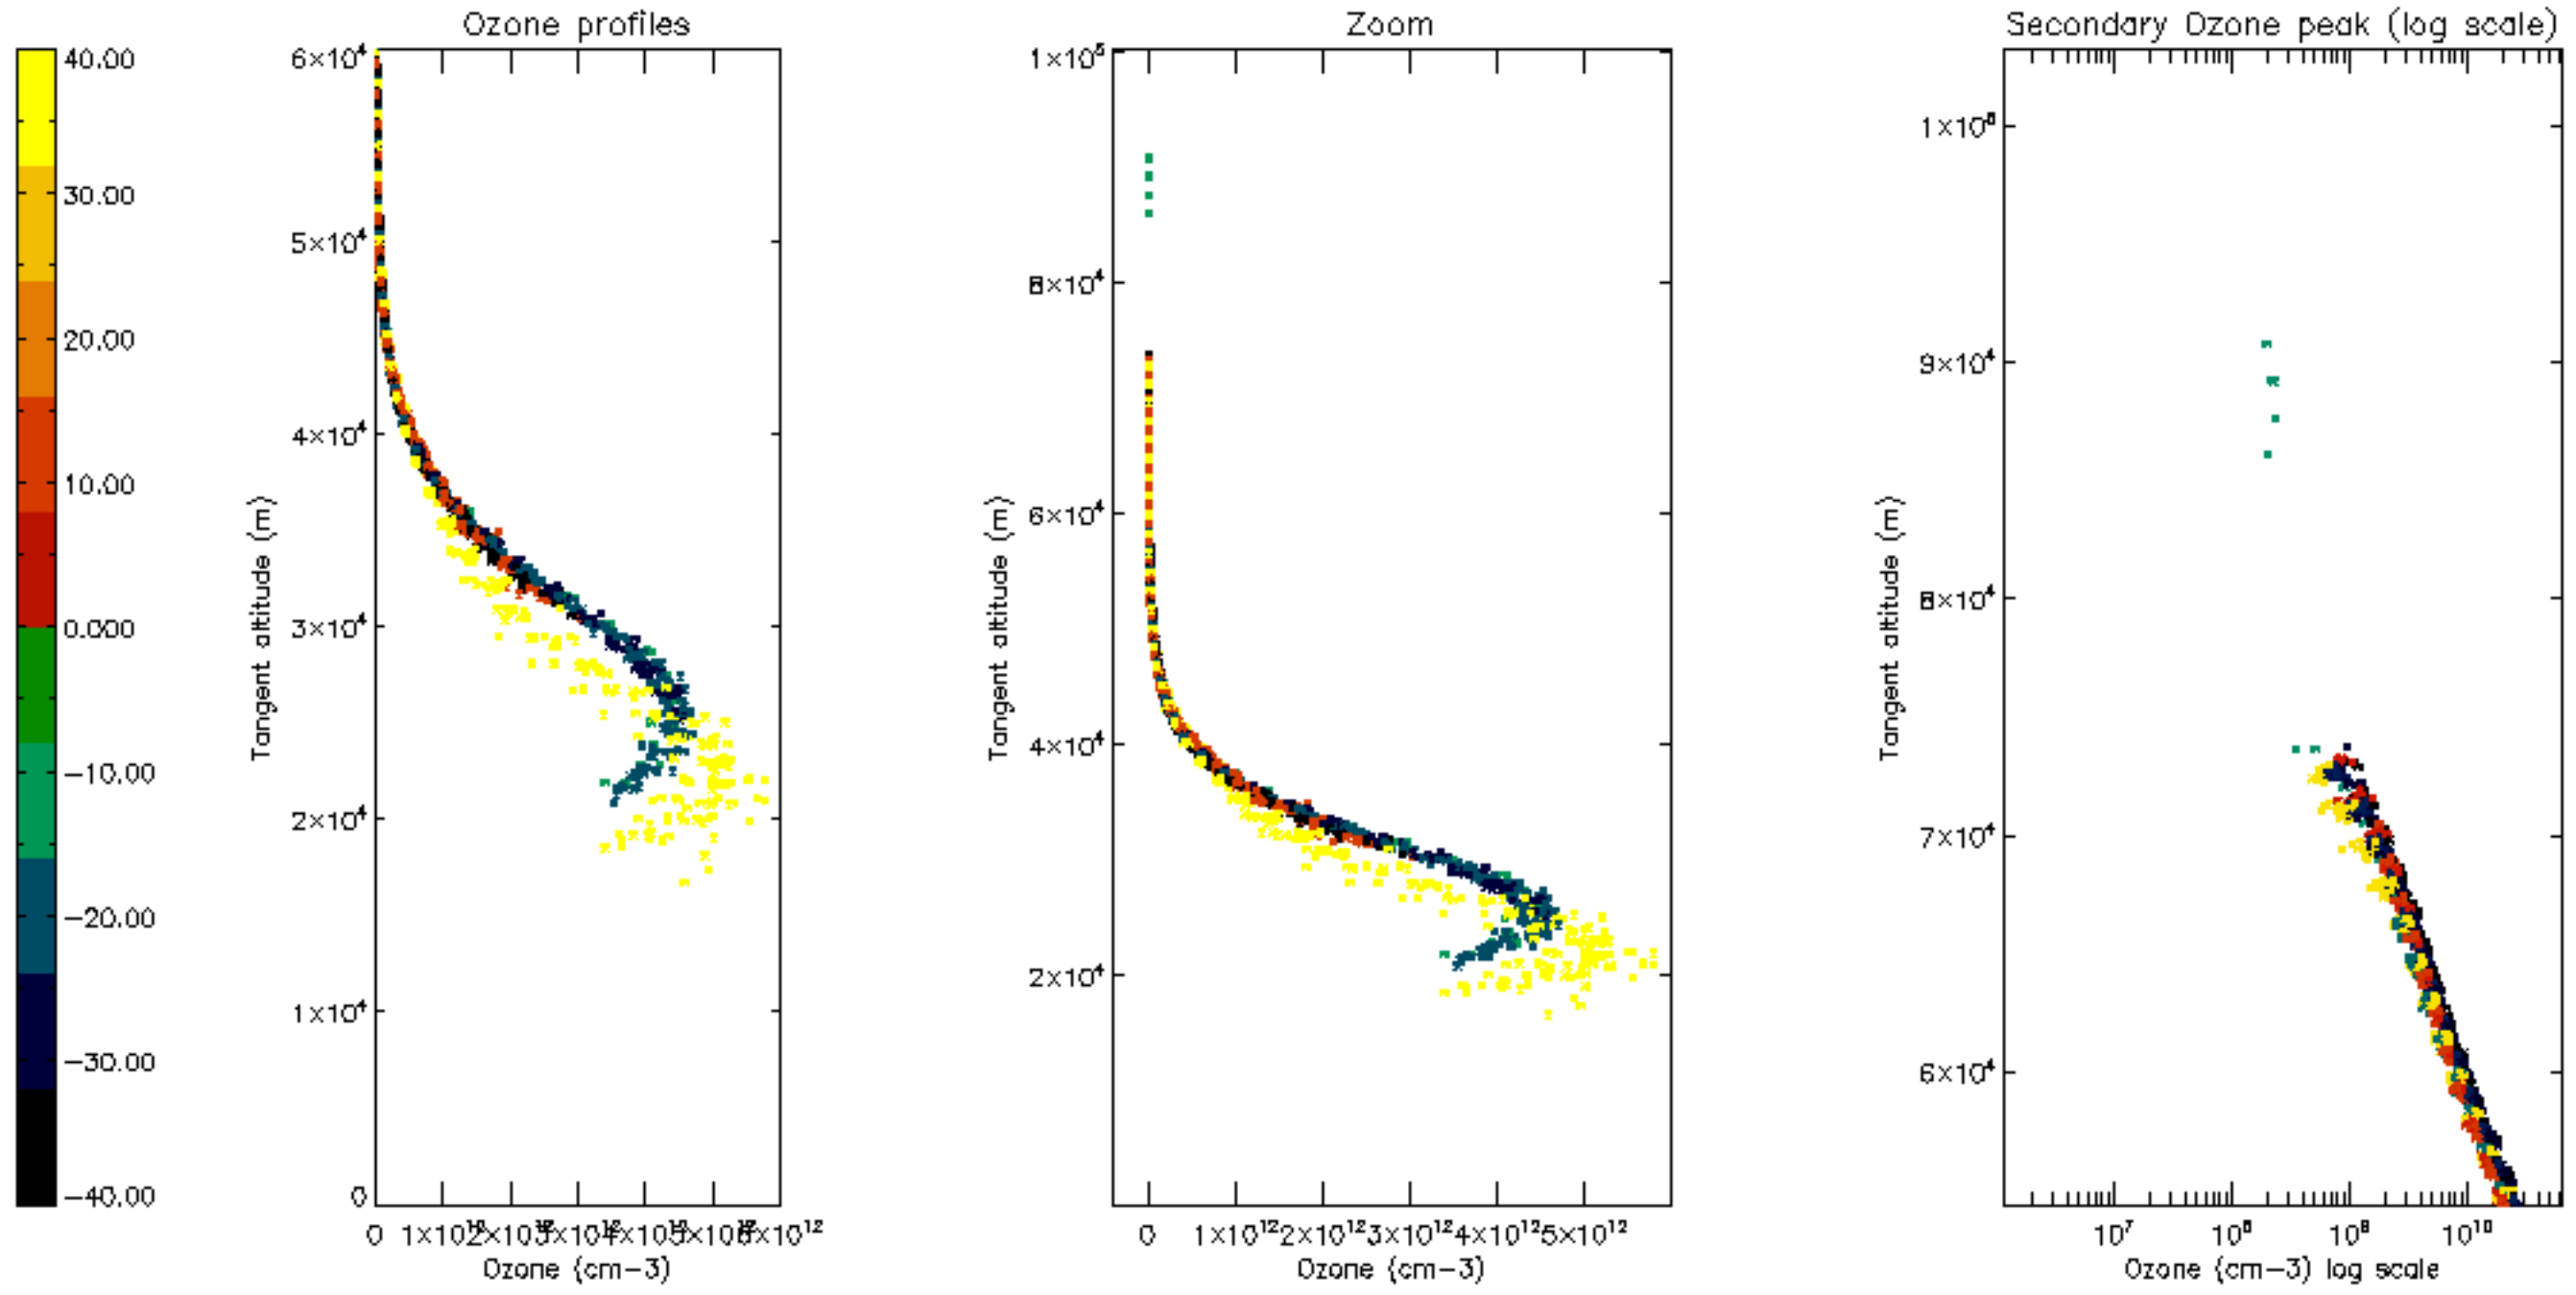 Ozone profiles
40.00
30.00
20.00
10.00
0.000
−10.00
−20.00
−30.00
−40.00
6×10⁴
5×10⁴
4×10⁴
3×10⁴
2×10⁴
1×10⁴
0
Tangent altitude (m)
0
Ozone (cm−3)
Zoom
1×10⁵
8×10⁴
6×10⁴
4×10⁴
2×10⁴
Tangent altitude (m)
0 1×10¹² 2×10¹² 3×10¹² 4×10¹² 5×10¹²
Ozone (cm−3)
Secondary Ozone peak (log scale)
1×10⁵
9×10⁴
8×10⁴
7×10⁴
6×10⁴
Tangent altitude (m)
10⁷ 10⁸ 10⁹ 10¹⁰
Ozone (cm−3) log scale